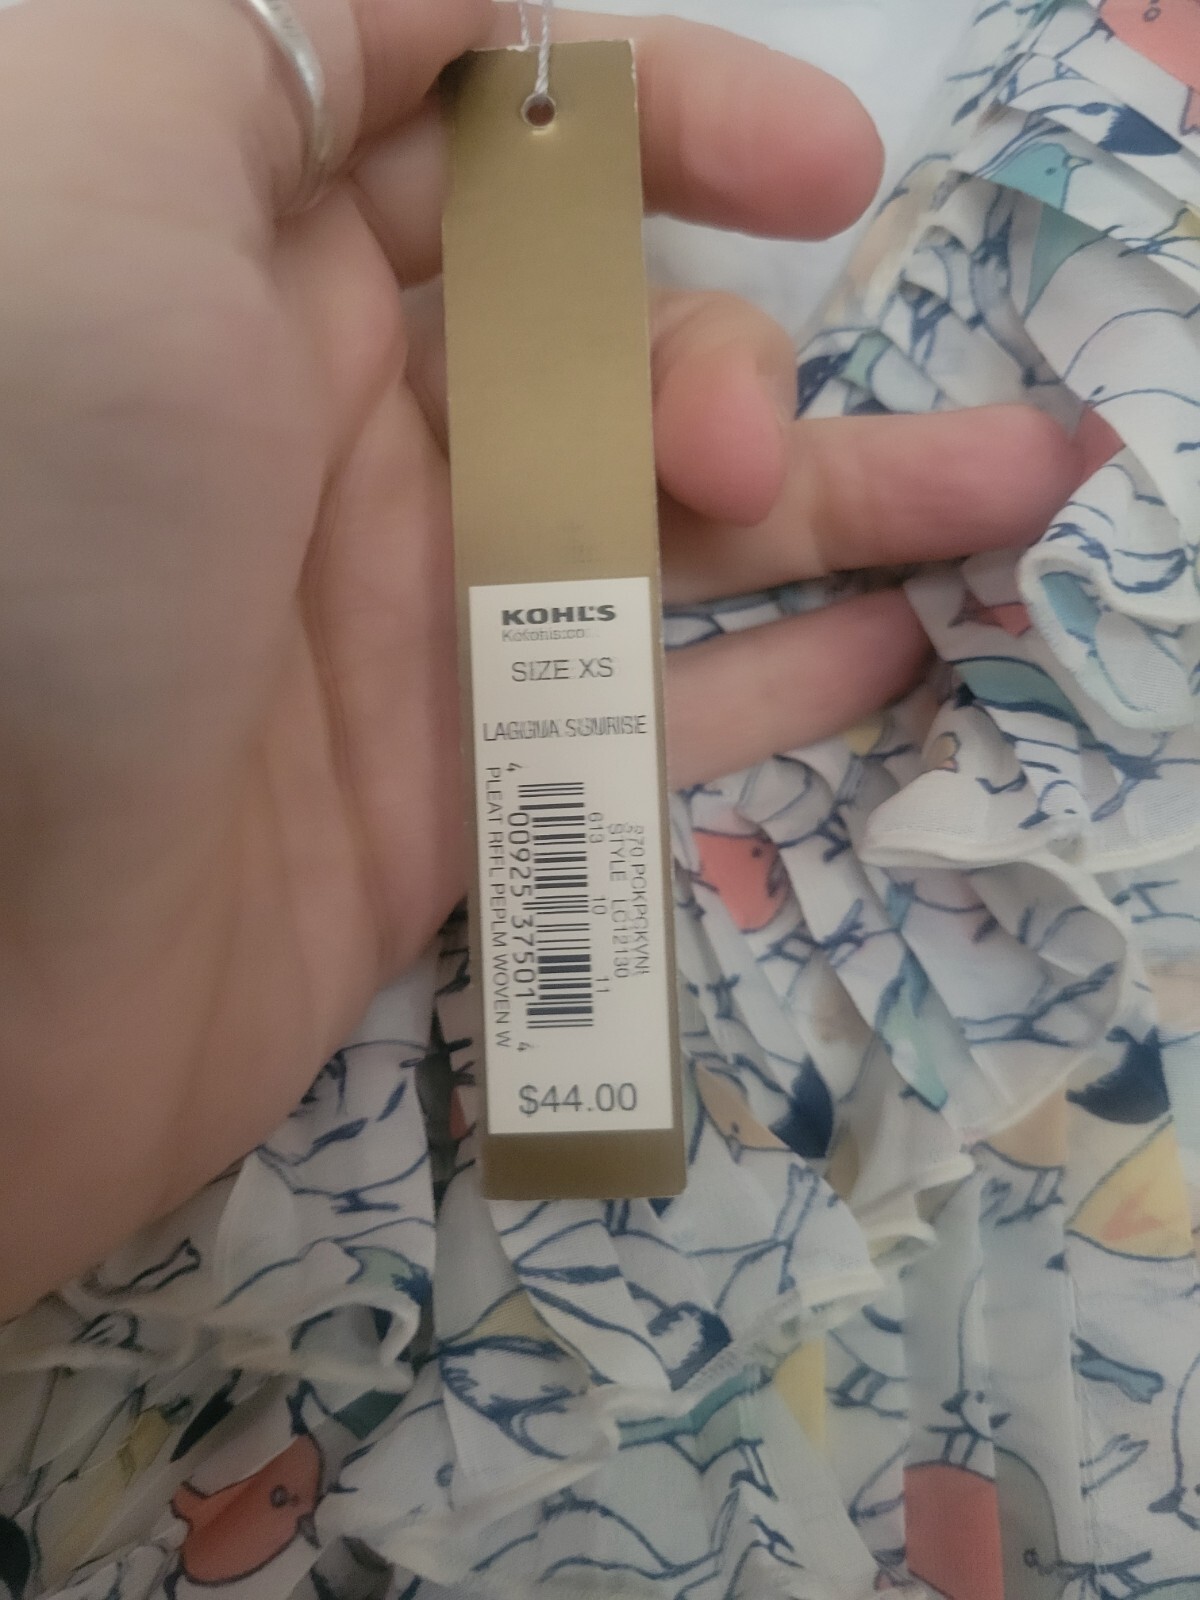 KOHL'S
SIZE XS
LAGUNA SUNRISE
STYLE LC12130
613 10 11
4 00925 37501 4
PLEAT RFFL PEPLM WOVEN W
$44.00